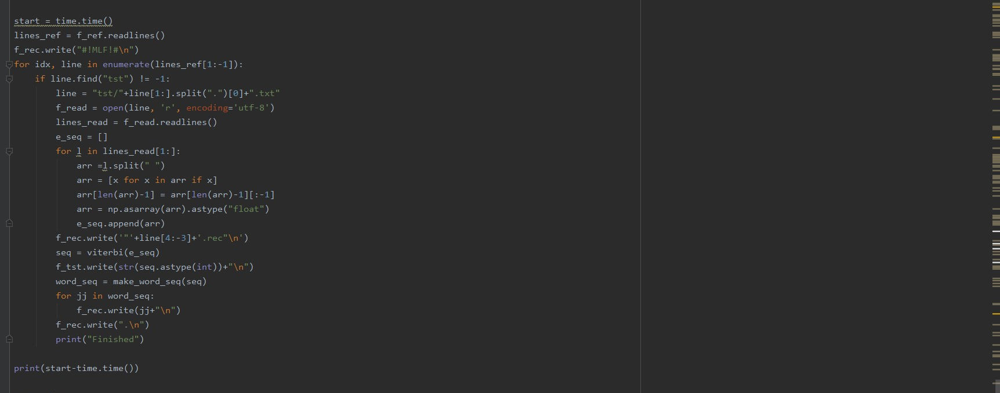 start = time.time()
lines_ref = f_ref.readlines()
f_rec.write("#!MLF!#\n")
for idx, line in enumerate(lines_ref[1:-1]):
    if line.find("tst") != -1:
        line = "tst/"+line[1:].split(".")[0]+".txt"
        f_read = open(line, 'r', encoding='utf-8')
        lines_read = f_read.readlines()
        e_seq = []
        for l in lines_read[1:]:
            arr =l.split(" ")
            arr = [x for x in arr if x]
            arr[len(arr)-1] = arr[len(arr)-1][:-1]
            arr = np.asarray(arr).astype("float")
            e_seq.append(arr)
        f_rec.write('"'+line[4:-3]+'.rec"\n')
        seq = viterbi(e_seq)
        f_tst.write(str(seq.astype(int))+"\n")
        word_seq = make_word_seq(seq)
        for jj in word_seq:
            f_rec.write(jj+"\n")
        f_rec.write(".\n")
        print("Finished")
print(start-time.time())